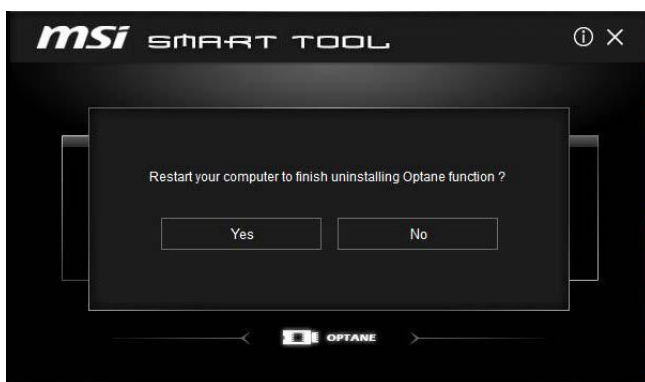 msi SMART TOOL
Restart your computer to finish uninstalling Optane function ?
Yes No
OPTANE